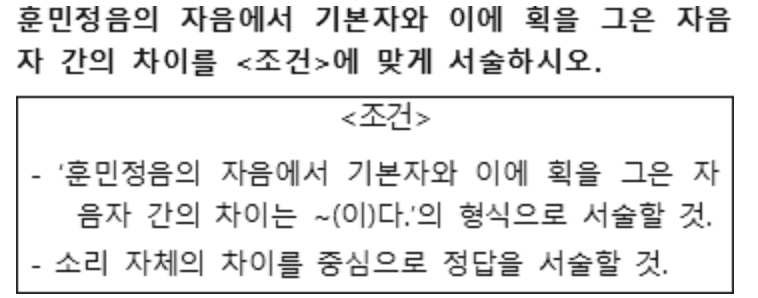 훈민정음의 자음에서 기본자와 이에 획을 그은 자음
자 간의 차이를 <조건>에 맞게 서술하시오.
<조건>
- '훈민정음의 자음에서 기본자와 이에 획을 그은 자
음자 간의 차이는 ~(이)다.'의 형식으로 서술할 것.
- 소리 자체의 차이를 중심으로 정답을 서술할 것.